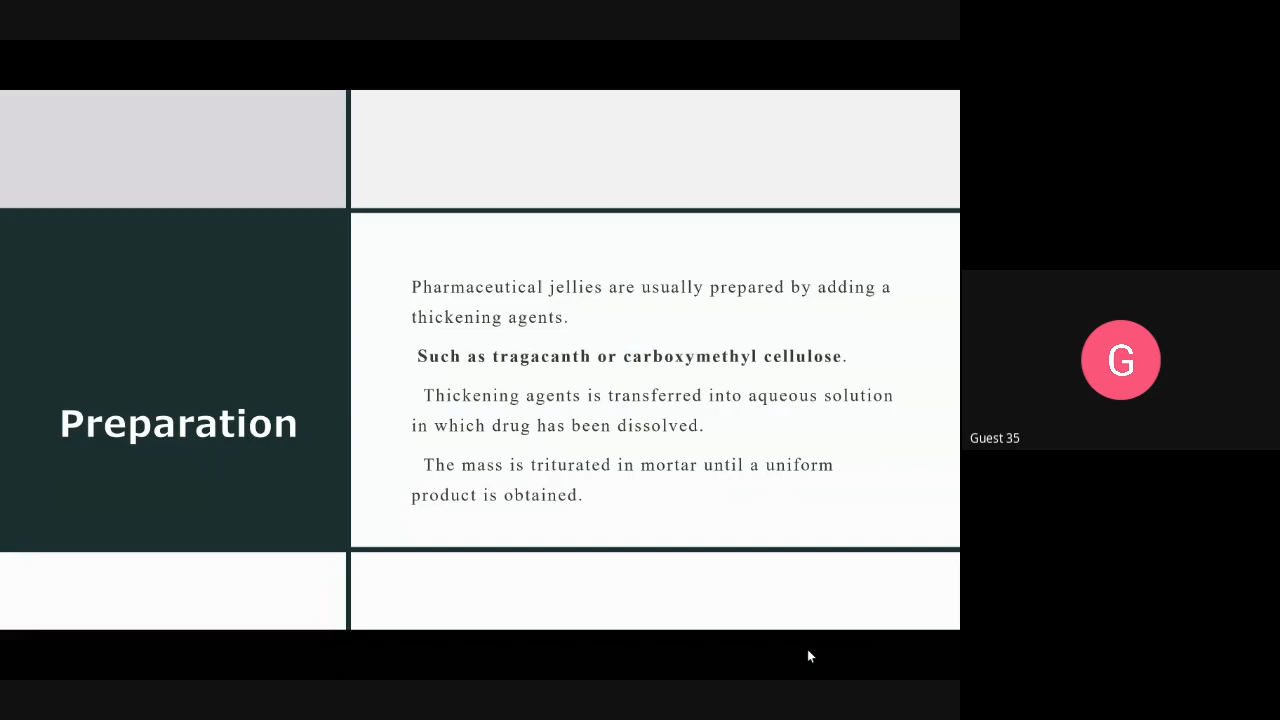 Preparation
Pharmaceutical jellies are usually prepared by adding a
thickening agents.
Such as tragacanth or carboxymethyl cellulose.
Thickening agents is transferred into aqueous solution
in which drug has been dissolved.
The mass is triturated in mortar until a uniform
product is obtained.
G
Guest 35